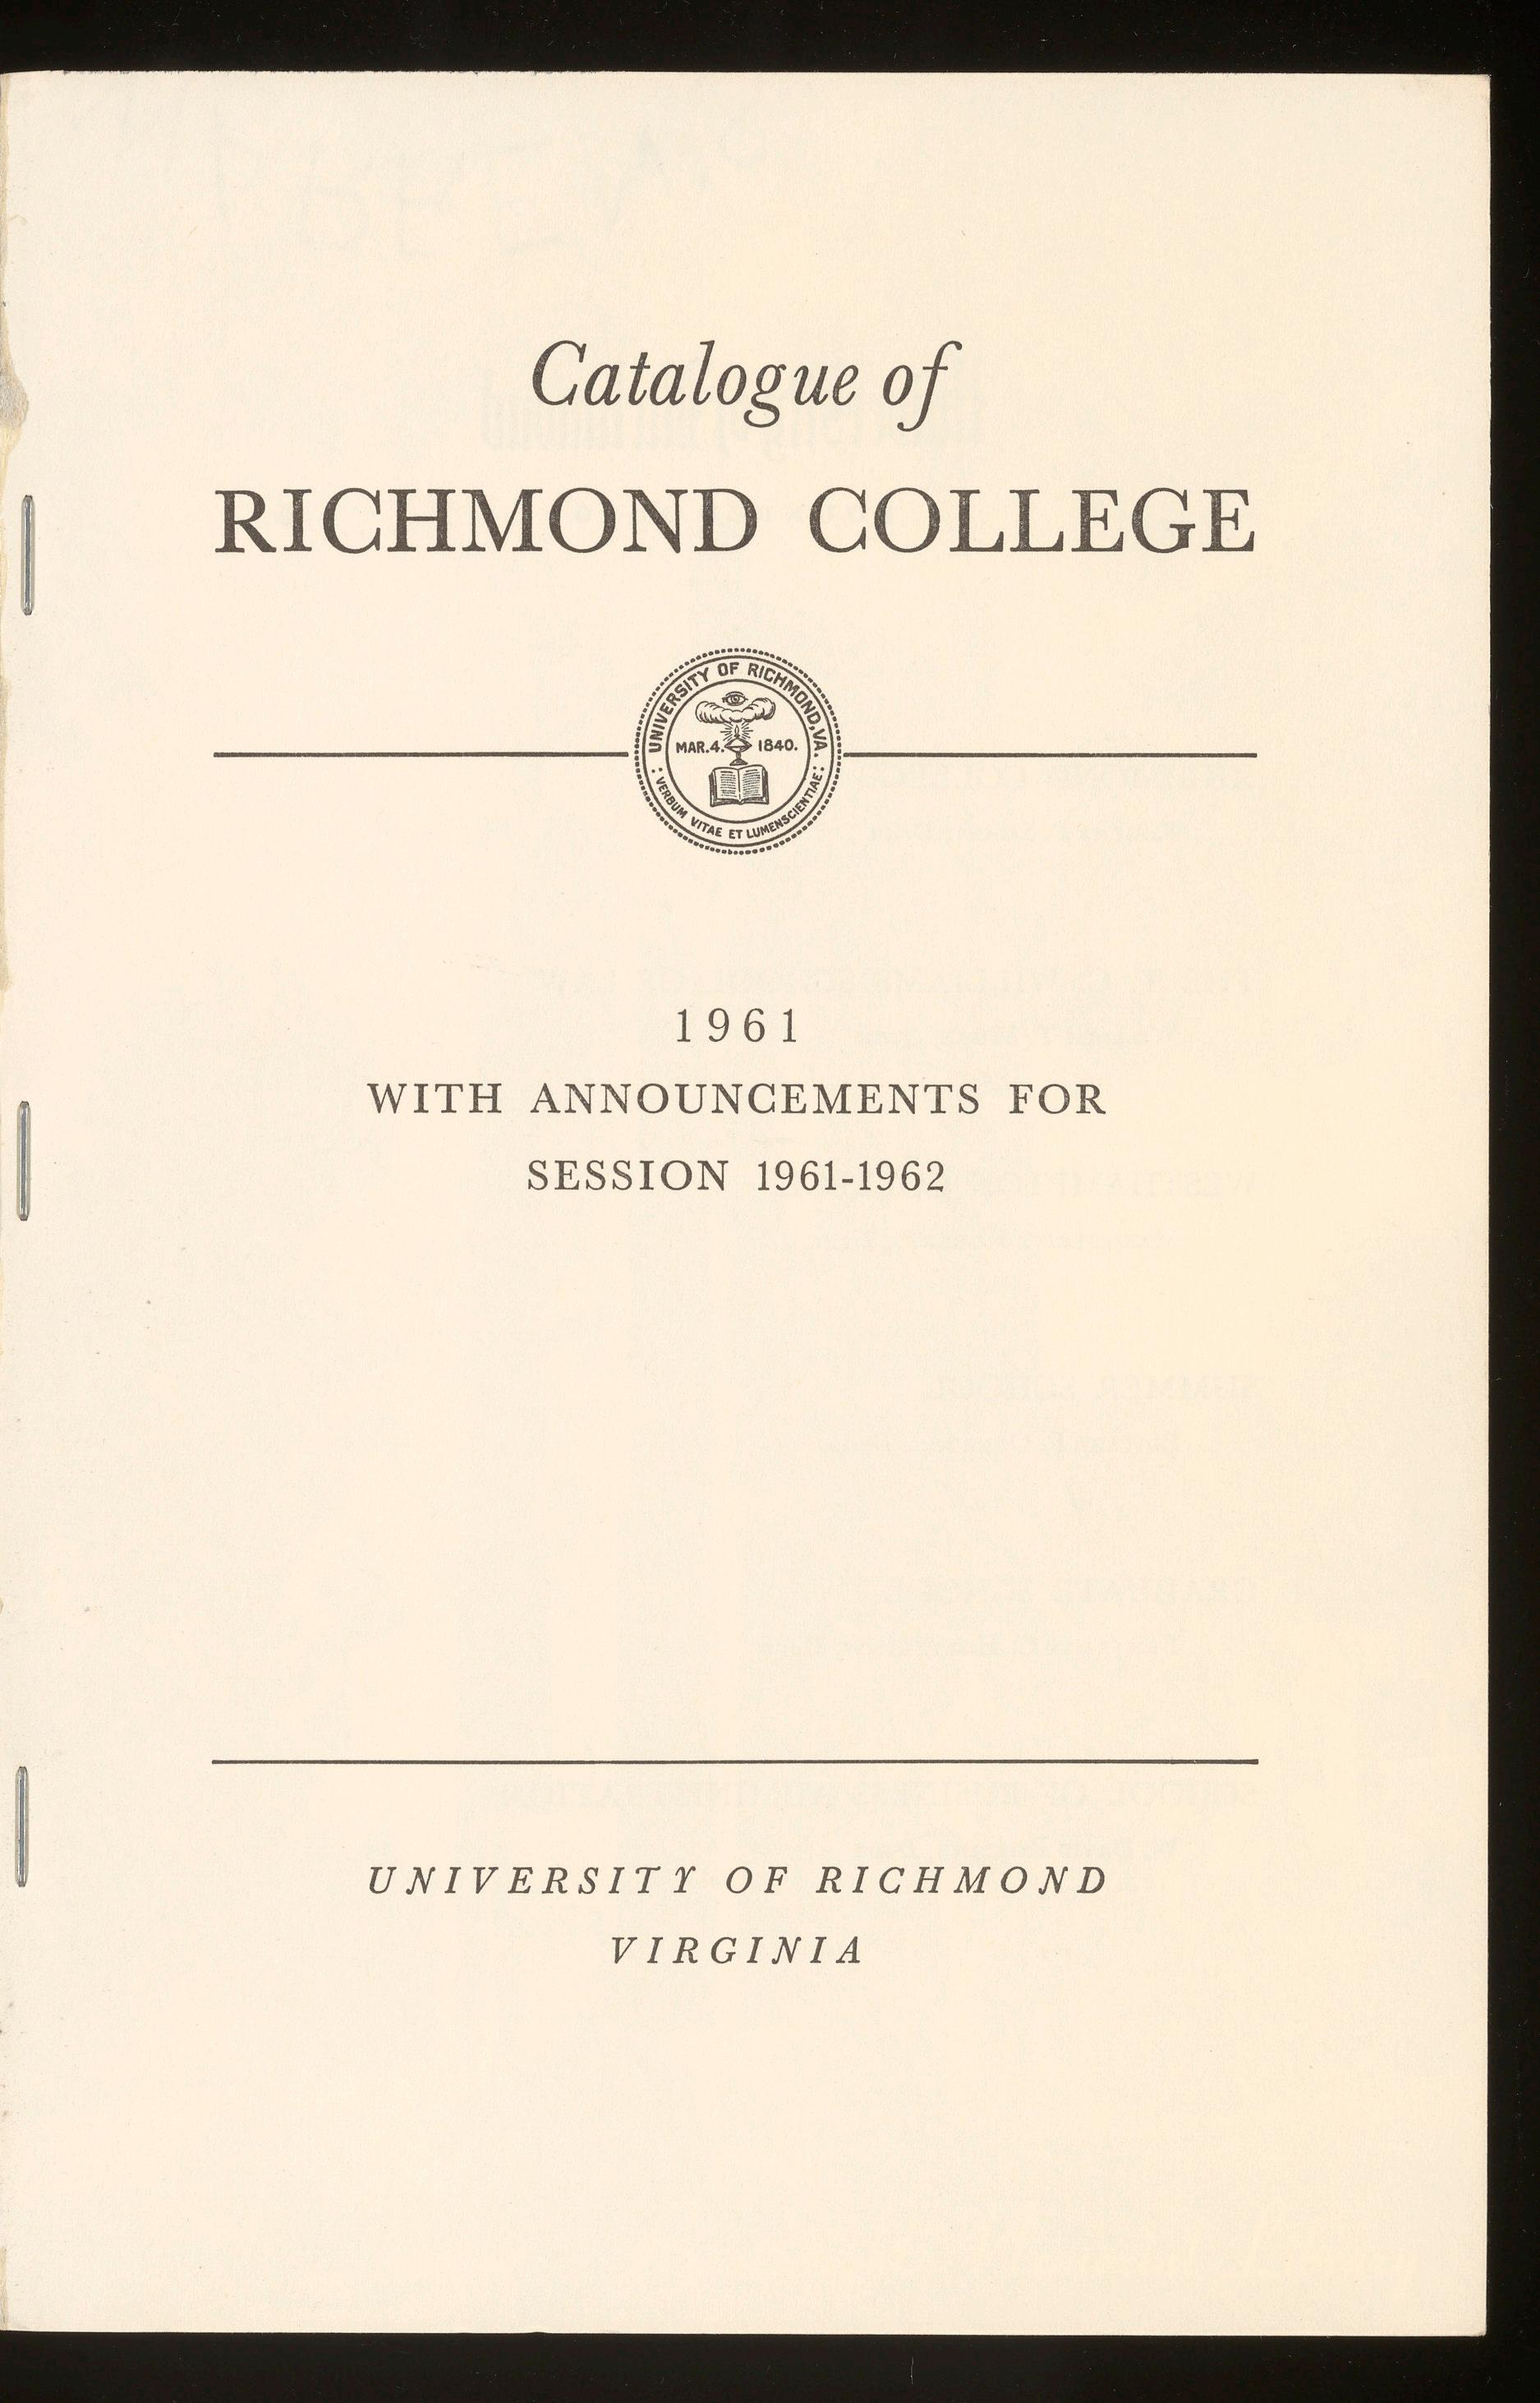 Catalogue of
RICHMOND COLLEGE
UNIVERSITY OF RICHMOND, VA.
MAR. 4. 1840.
: VERBUM VITAE ET LUMEN SCIENTIAE :
1961
WITH ANNOUNCEMENTS FOR
SESSION 1961-1962
UNIVERSITY OF RICHMOND
VIRGINIA